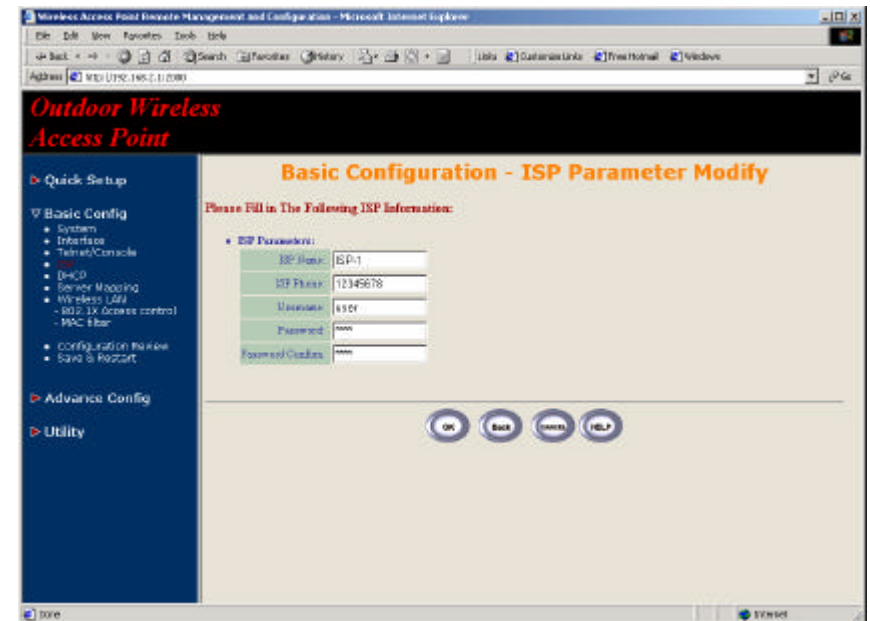 Wireless Access Point Remote Management and Configuration - Microsoft Internet Explorer
File Edit View Favorites Tools Help
Back Search Favorites History Links Customize Links Free Hotmail Windows
Address Go
Outdoor Wireless
Access Point
Quick Setup
Basic Config
System
Interface
Telnet/Console
ISP
DHCP
Server Mapping
Wireless LAN
- 802.1X Access control
- MAC filter
Configuration Review
Save & Restart
Advance Config
Utility
Basic Configuration - ISP Parameter Modify
Please Fill in The Following ISP Information:
ISP Parameters:
ISP Name: ISP-1
ISP Phone: 12345678
Username: user
Password: ****
Password Confirm: ****
OK Back CANCEL HELP
Done Internet